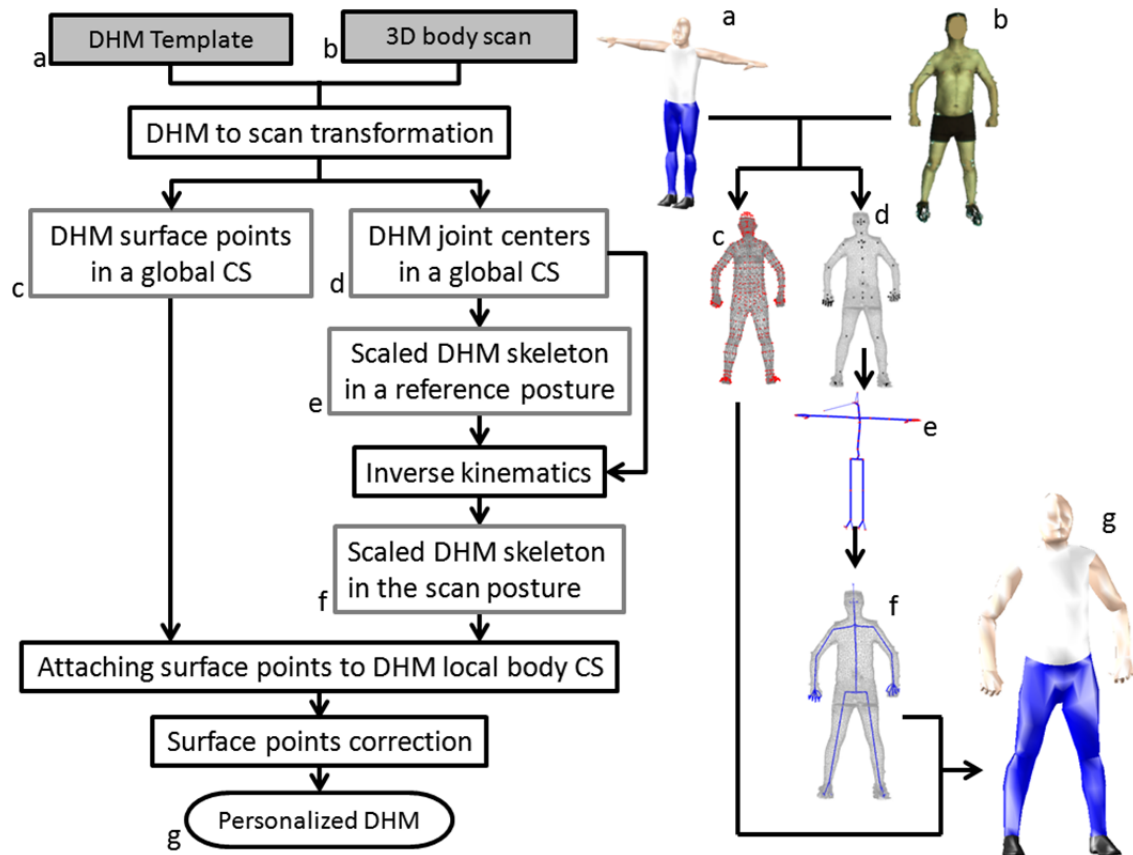 DHM Template
a
3D body scan
b
DHM to scan transformation
DHM surface points
in a global CS
c
DHM joint centers
in a global CS
d
Scaled DHM skeleton
in a reference posture
e
Inverse kinematics
Scaled DHM skeleton
in the scan posture
f
Attaching surface points to DHM local body CS
Surface points correction
Personalized DHM
g
a
b
c
d
e
f
g